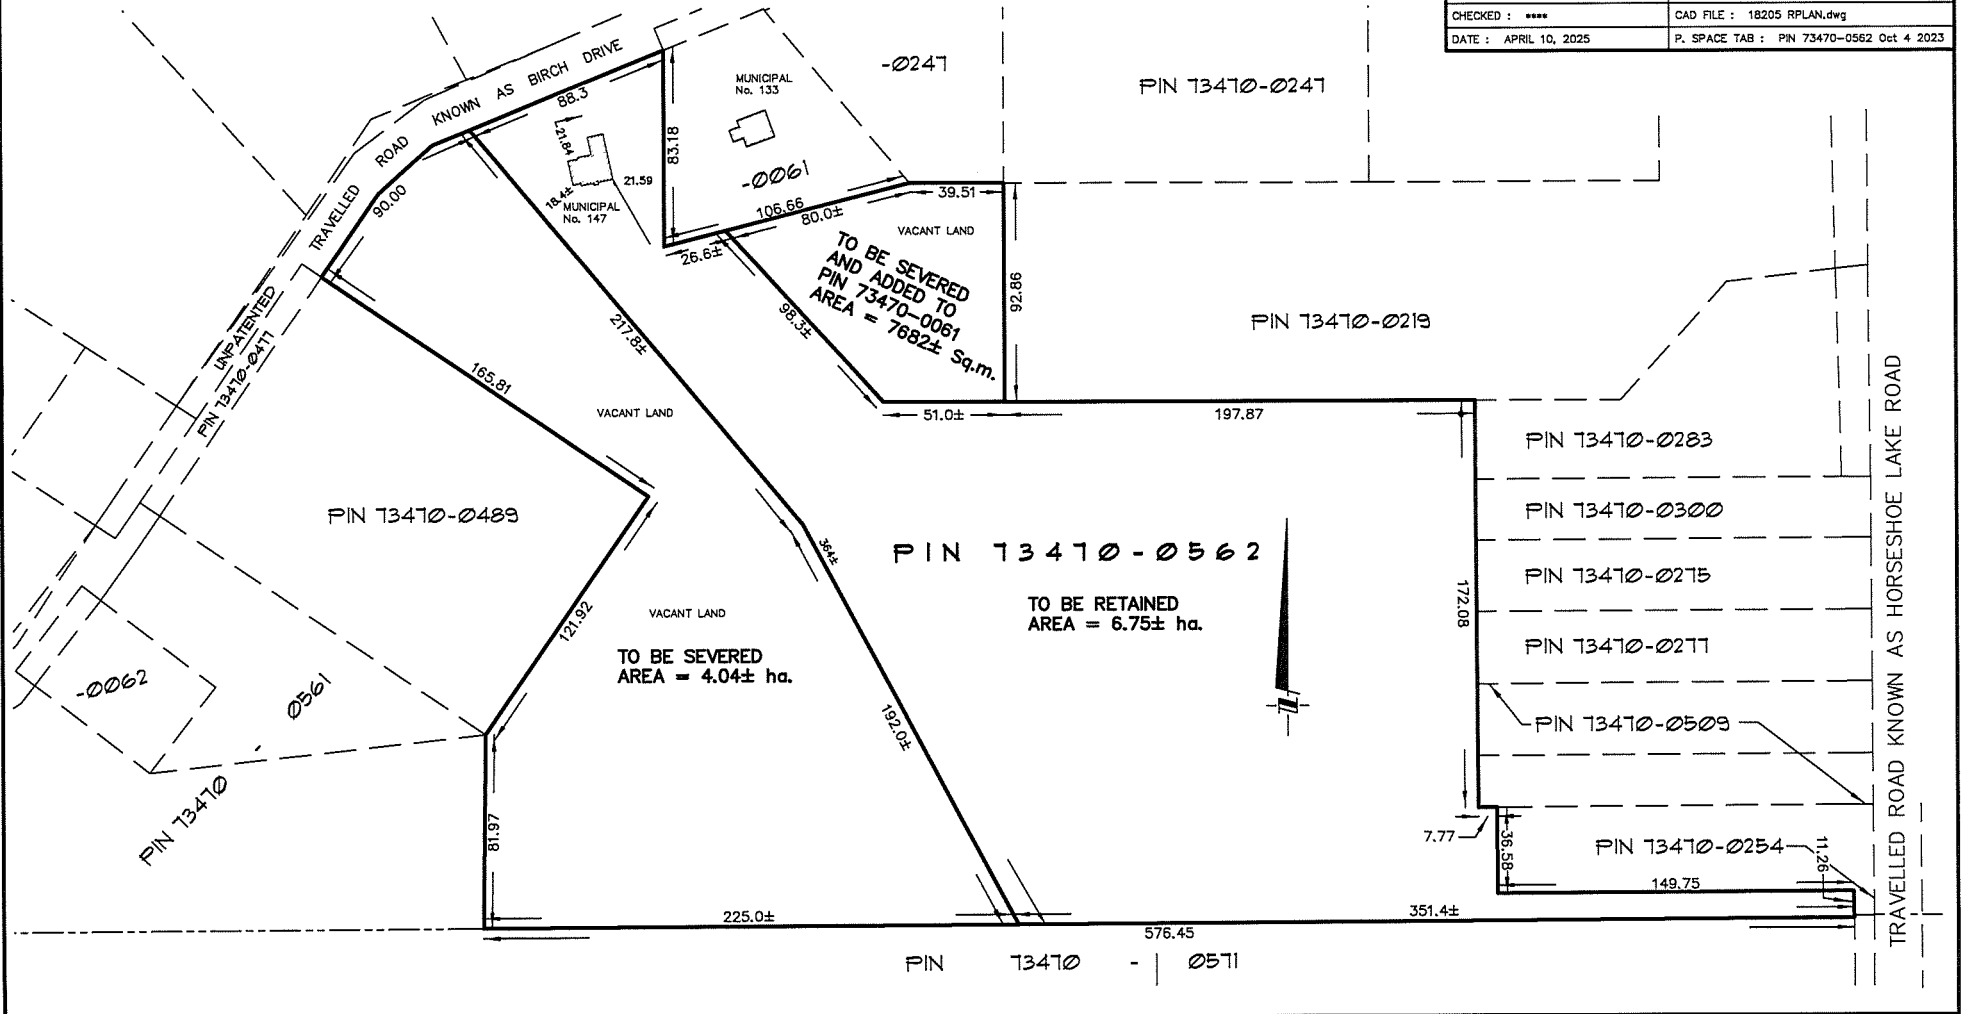 CHECKED : ****
CAD FILE : 18205 RPLAN.dwg
DATE : APRIL 10, 2025
P. SPACE TAB : PIN 73470-0562 Oct 4 2023
TRAVELLED ROAD KNOWN AS BIRCH DRIVE
88.3
83.18
MUNICIPAL
No. 133
-0247
PIN 73470-0247
-0061
21.84
18.4±
21.59
MUNICIPAL
No. 147
90.00
106.66
80.0±
39.51
26.6±
VACANT LAND
TO BE SEVERED
AND ADDED TO
PIN 73470-0061
AREA = 7682± Sq.m.
92.86
98.3±
51.0±
197.87
PIN 73470-0219
UNPATENTED
PIN 73470-0477
217.8±
165.81
VACANT LAND
PIN 73470-0283
PIN 73470-0300
PIN 73470-0275
PIN 73470-0277
PIN 73470-0509
PIN 73470-0254
TRAVELLED ROAD KNOWN AS HORSESHOE LAKE ROAD
PIN 73470-0489
364±
PIN 73470-0562
TO BE RETAINED
AREA = 6.75± ha.
172.08
121.92
VACANT LAND
TO BE SEVERED
AREA = 4.04± ha.
192.0±
-0062
0561
PIN 73470
81.97
7.77
36.58
11.26
149.75
225.0±
351.4±
576.45
PIN 73470 - 0571